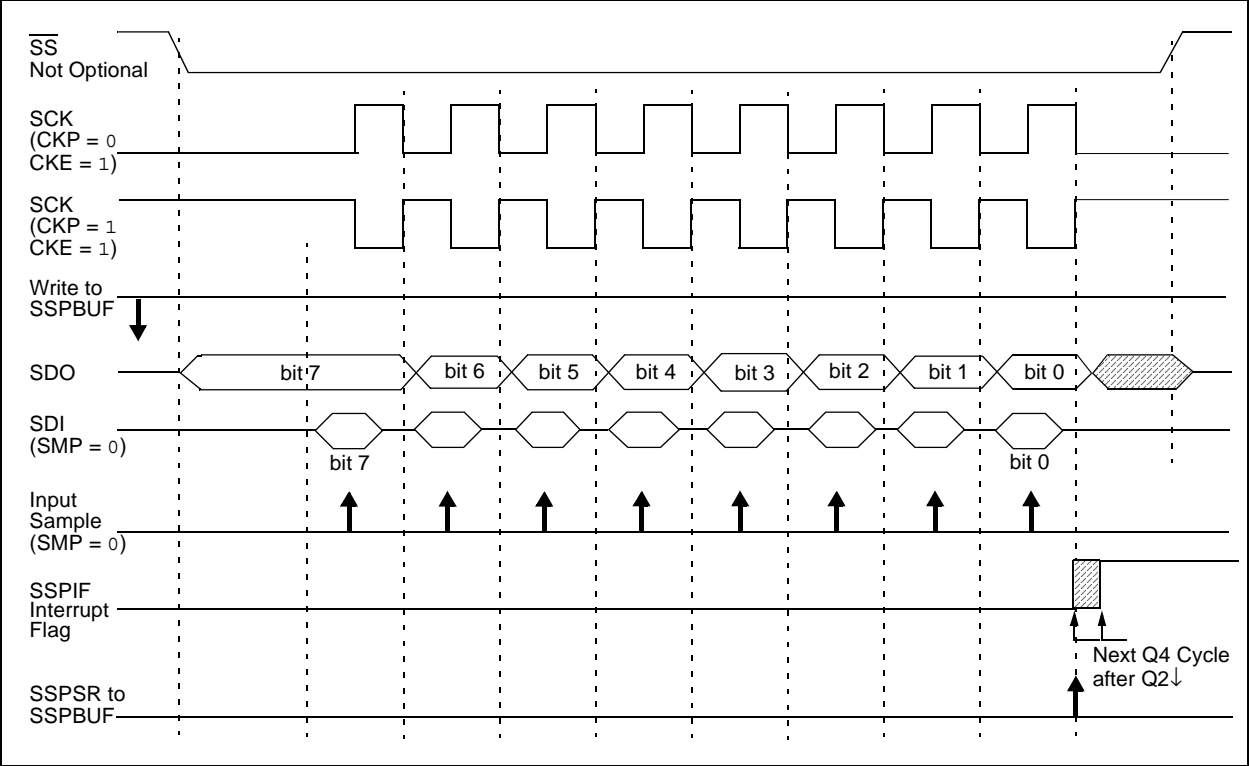 SS
Not Optional
SCK
(CKP = 0
CKE = 1)
SCK
(CKP = 1
CKE = 1)
Write to
SSPBUF
SDO
bit 7 bit 6 bit 5 bit 4 bit 3 bit 2 bit 1 bit 0
SDI
(SMP = 0)
bit 7 bit 0
Input
Sample
(SMP = 0)
SSPIF
Interrupt
Flag
Next Q4 Cycle
after Q2↓
SSPSR to
SSPBUF